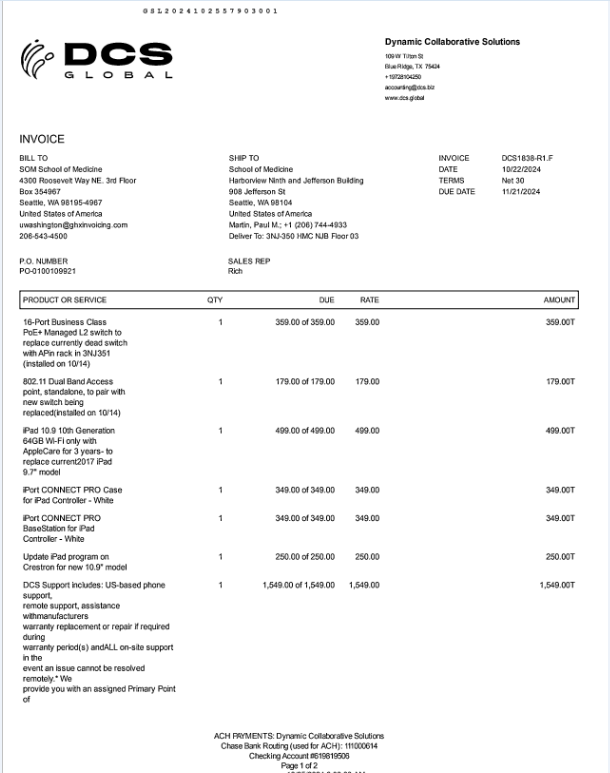 GSL2024102557903001
DCS
GLOBAL
Dynamic Collaborative Solutions
109 W Tilton St
Blue Ridge, TX 75424
+19728104250
accounting@dcs.biz
www.dcs.global
INVOICE
BILL TO
SOM School of Medicine
4300 Roosevelt Way NE. 3rd Floor
Box 354967
Seattle, WA 98195-4967
United States of America
uwashington@ghxinvoicing.com
206-543-4500
SHIP TO
School of Medicine
Harborview Ninth and Jefferson Building
908 Jefferson St
Seattle, WA 98104
United States of America
Martin, Paul M.; +1 (206) 744-4933
Deliver To: 3NJ-350 HMC NJB Floor 03
INVOICE DCS1838-R1.F
DATE 10/22/2024
TERMS Net 30
DUE DATE 11/21/2024
P.O. NUMBER
PO-0100109921
SALES REP
Rich
PRODUCT OR SERVICE QTY DUE RATE AMOUNT
16-Port Business Class 1 359.00 of 359.00 359.00 359.00T
PoE+ Managed L2 switch to
replace currently dead switch
with APin rack in 3NJ351
(installed on 10/14)
802.11 Dual Band Access 1 179.00 of 179.00 179.00 179.00T
point, standalone, to pair with
new switch being
replaced(installed on 10/14)
iPad 10.9 10th Generation 1 499.00 of 499.00 499.00 499.00T
64GB Wi-Fi only with
AppleCare for 3 years- to
replace current2017 iPad
9.7" model
iPort CONNECT PRO Case 1 349.00 of 349.00 349.00 349.00T
for iPad Controller - White
iPort CONNECT PRO 1 349.00 of 349.00 349.00 349.00T
BaseStation for iPad
Controller - White
Update iPad program on 1 250.00 of 250.00 250.00 250.00T
Crestron for new 10.9" model
DCS Support includes: US-based phone 1 1,549.00 of 1,549.00 1,549.00 1,549.00T
support,
remote support, assistance
withmanufacturers
warranty replacement or repair if required
during
warranty period(s) andALL on-site support
in the
event an issue cannot be resolved
remotely.* We
provide you with an assigned Primary Point
of
ACH PAYMENTS: Dynamic Collaborative Solutions
Chase Bank Routing (used for ACH): 111000614
Checking Account #619819506
Page 1 of 2